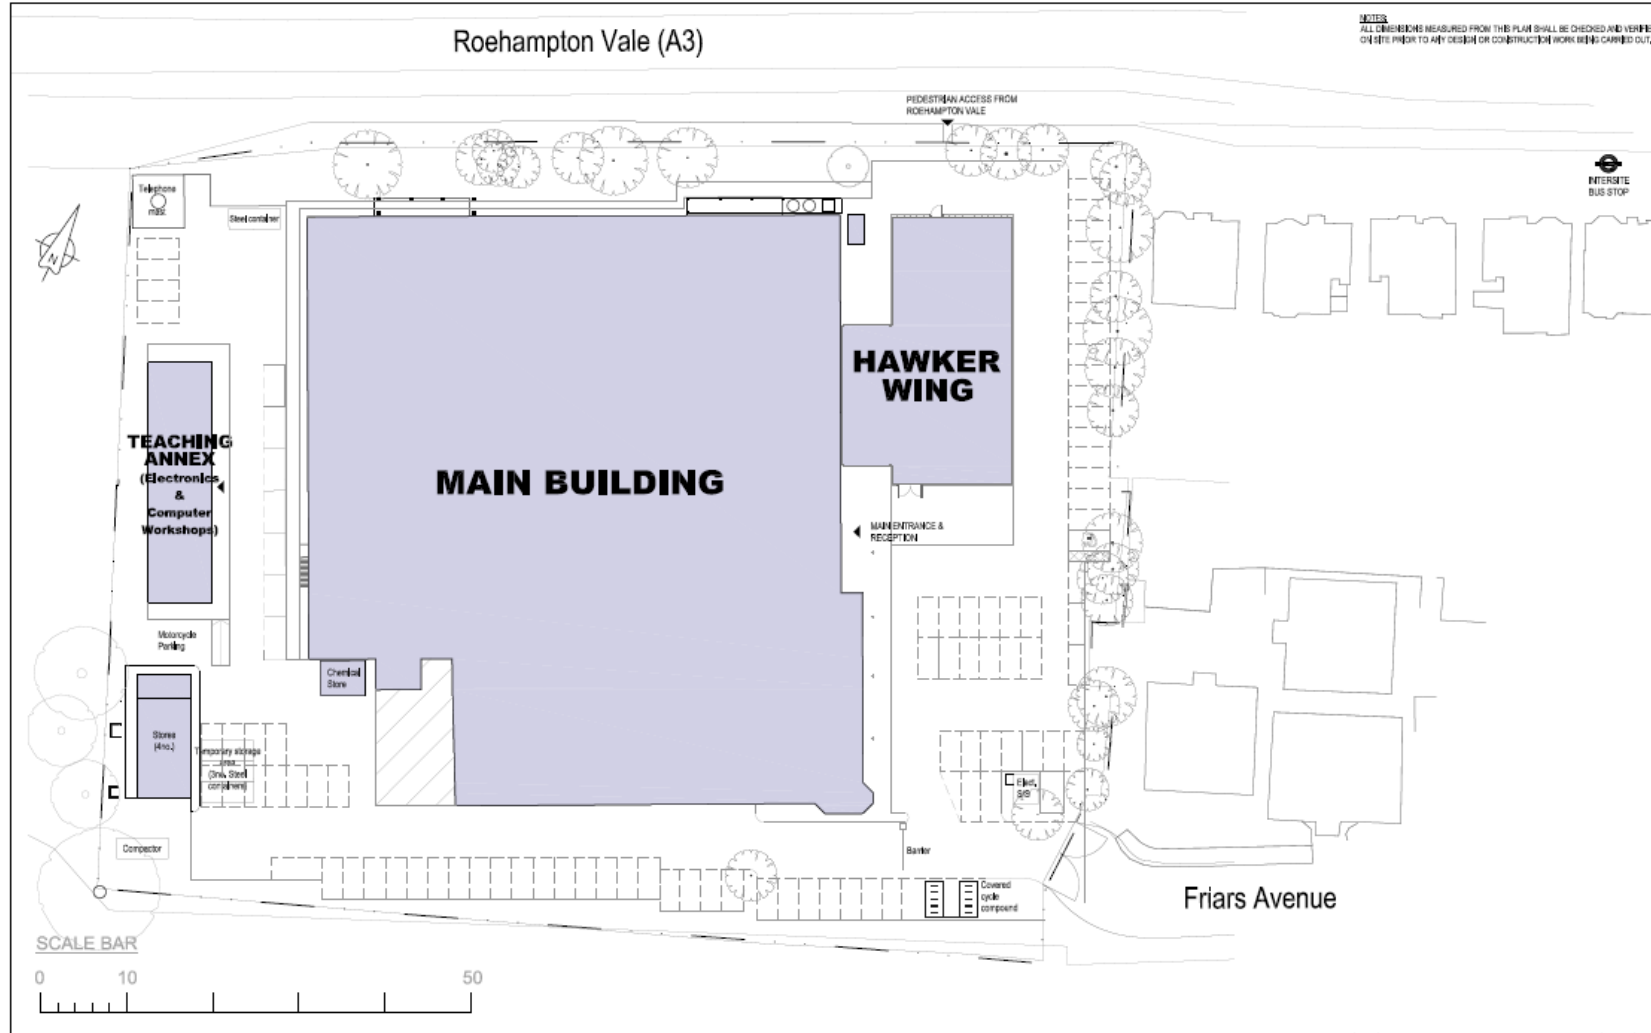 Roehampton Vale (A3)
NOTES:
ALL DIMENSIONS MEASURED FROM THIS PLAN SHALL BE CHECKED AND VERIFIE
ON SITE PRIOR TO ANY DESIGN OR CONSTRUCTION WORK BEING CARRIED OUT.
PEDESTRIAN ACCESS FROM
ROEHAMPTON VALE
INTERSITE
BUS STOP
Telephone
mast
Steel container
N
HAWKER
WING
TEACHING
ANNEX
(Electronics
&
Computer
Workshops)
MAIN BUILDING
MAIN ENTRANCE &
RECEPTION
Motorcycle
Parking
Chemical
Store
Stores
(4no.)
Temporary storage
area
(3no. Steel
containers)
Elect.
S/S
Compactor
Barrier
Covered
cycle
compound
Friars Avenue
SCALE BAR
0 10 50